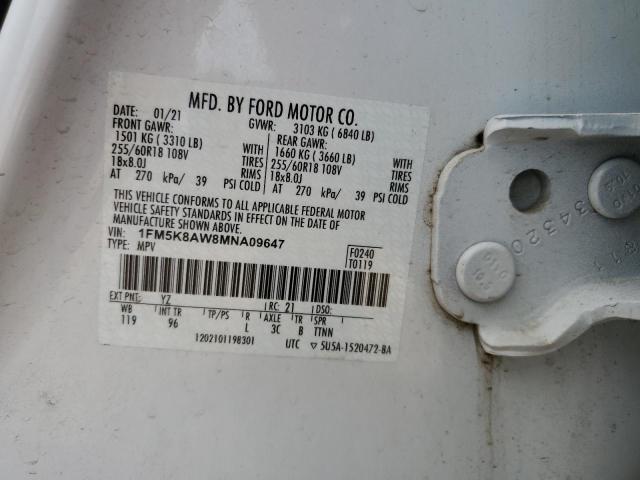 MFD. BY FORD MOTOR CO.
DATE: 01/21 GVWR: 3103 KG ( 6840 LB)
FRONT GAWR: REAR GAWR:
1501 KG ( 3310 LB) WITH 1660 KG ( 3660 LB) WITH
255/60R18 108V TIRES 255/60R18 108V TIRES
18x8.0J RIMS 18x8.0J RIMS
AT 270 kPa/ 39 PSI COLD AT 270 kPa/ 39 PSI COLD
THIS VEHICLE CONFORMS TO ALL APPLICABLE FEDERAL MOTOR
VEHICLE SAFETY STANDARDS IN EFFECT ON THE DATE OF
MANUFACTURE SHOWN ABOVE.
VIN: 1FM5K8AW8MNA09647
TYPE: MPV
F0240
T0119
EXT PNT: YZ RC: 21 DSO:
WB INT TR TP/PS R AXLE TR SPR
119 96 L 3C B TTNN
1202101198301 UTC ▽ 5U5A-1520472-BA
34320